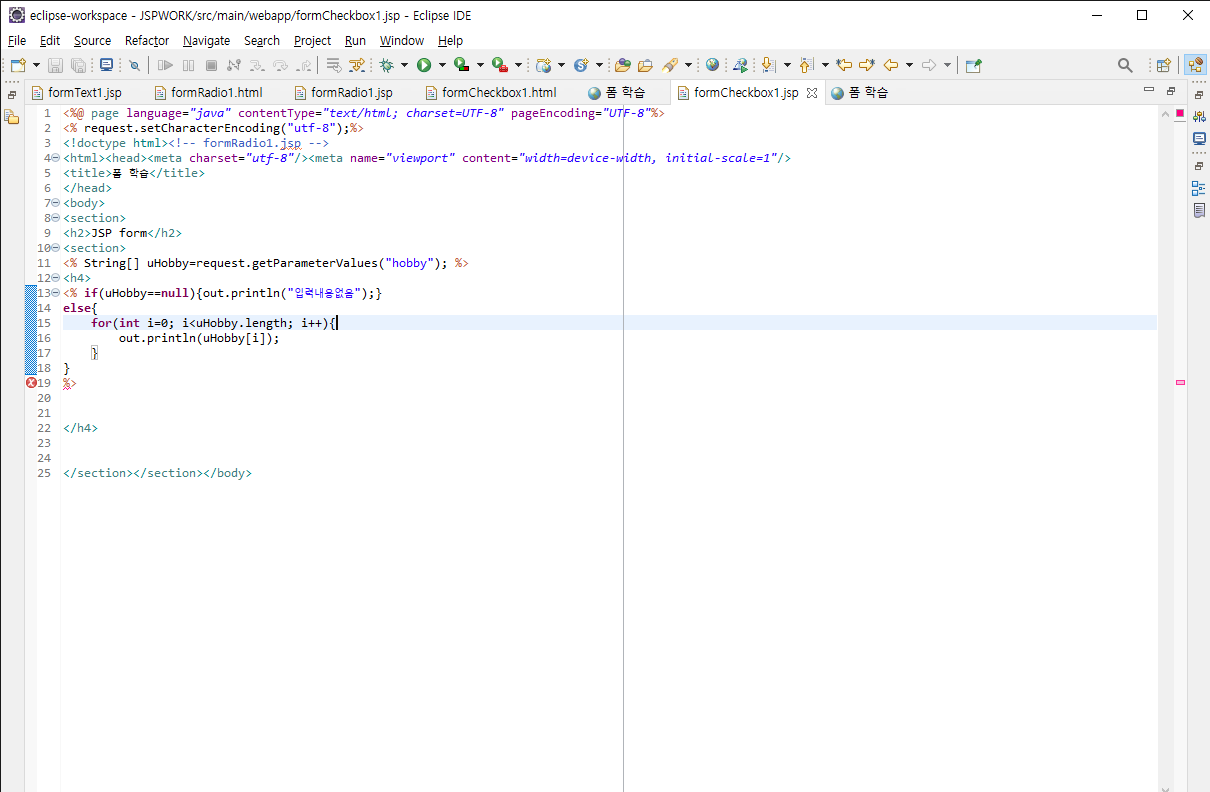 eclipse-workspace - JSPWORK/src/main/webapp/formCheckbox1.jsp - Eclipse IDE
File Edit Source Refactor Navigate Search Project Run Window Help
formText1.jsp formRadio1.html formRadio1.jsp formCheckbox1.html 폼 학습 formCheckbox1.jsp 폼 학습
1 <%@ page language="java" contentType="text/html; charset=UTF-8" pageEncoding="UTF-8"%>
2 <% request.setCharacterEncoding("utf-8");%>
3 <!doctype html><!-- formRadio1.jsp -->
4 <html><head><meta charset="utf-8"/><meta name="viewport" content="width=device-width, initial-scale=1"/>
5 <title>폼 학습</title>
6 </head>
7 <body>
8 <section>
9 <h2>JSP form</h2>
10 <section>
11 <% String[] uHobby=request.getParameterValues("hobby"); %>
12 <h4>
13 <% if(uHobby==null){out.println("입력내용없음");}
14 else{
15 for(int i=0; i<uHobby.length; i++){
16 out.println(uHobby[i]);
17 }
18 }
19 %>
20
21
22 </h4>
23
24
25 </section></section></body>